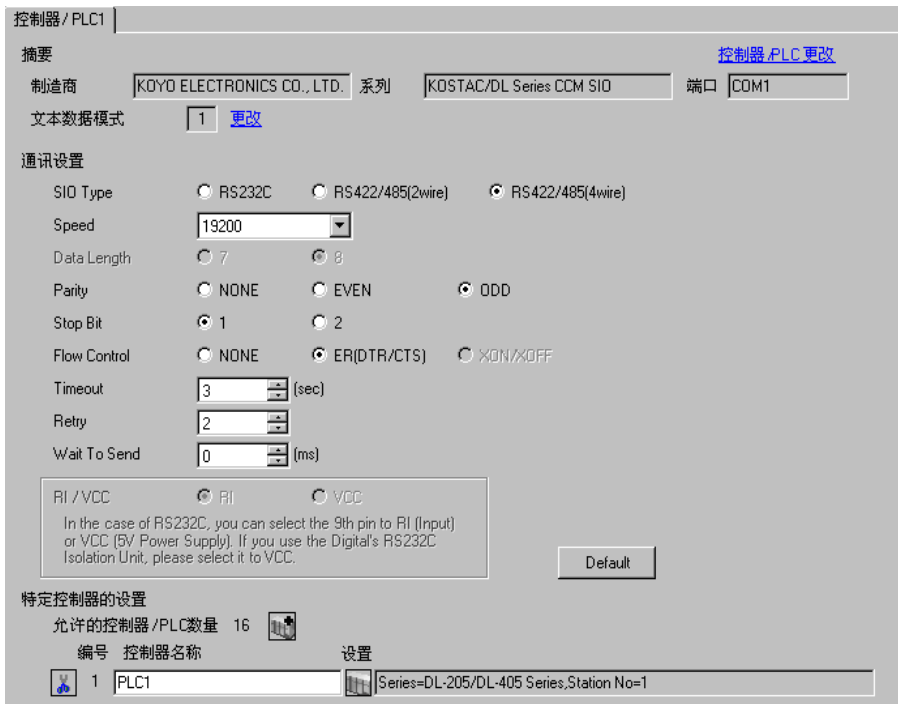 控制器/PLC1
摘要 控制器/PLC更改
制造商 KOYO ELECTRONICS CO., LTD. 系列 KOSTAC/DL Series CCM SIO 端口 COM1
文本数据模式 1 更改
通讯设置
SIO Type RS232C RS422/485(2wire) RS422/485(4wire)
Speed 19200
Data Length 7 8
Parity NONE EVEN ODD
Stop Bit 1 2
Flow Control NONE ER(DTR/CTS) XON/XOFF
Timeout 3 (sec)
Retry 2
Wait To Send 0 (ms)
RI / VCC RI VCC
In the case of RS232C, you can select the 9th pin to RI (Input)
or VCC (5V Power Supply). If you use the Digital's RS232C
Isolation Unit, please select it to VCC.
Default
特定控制器的设置
允许的控制器/PLC数量 16
编号 控制器名称 设置
1 PLC1 Series=DL-205/DL-405 Series,Station No=1